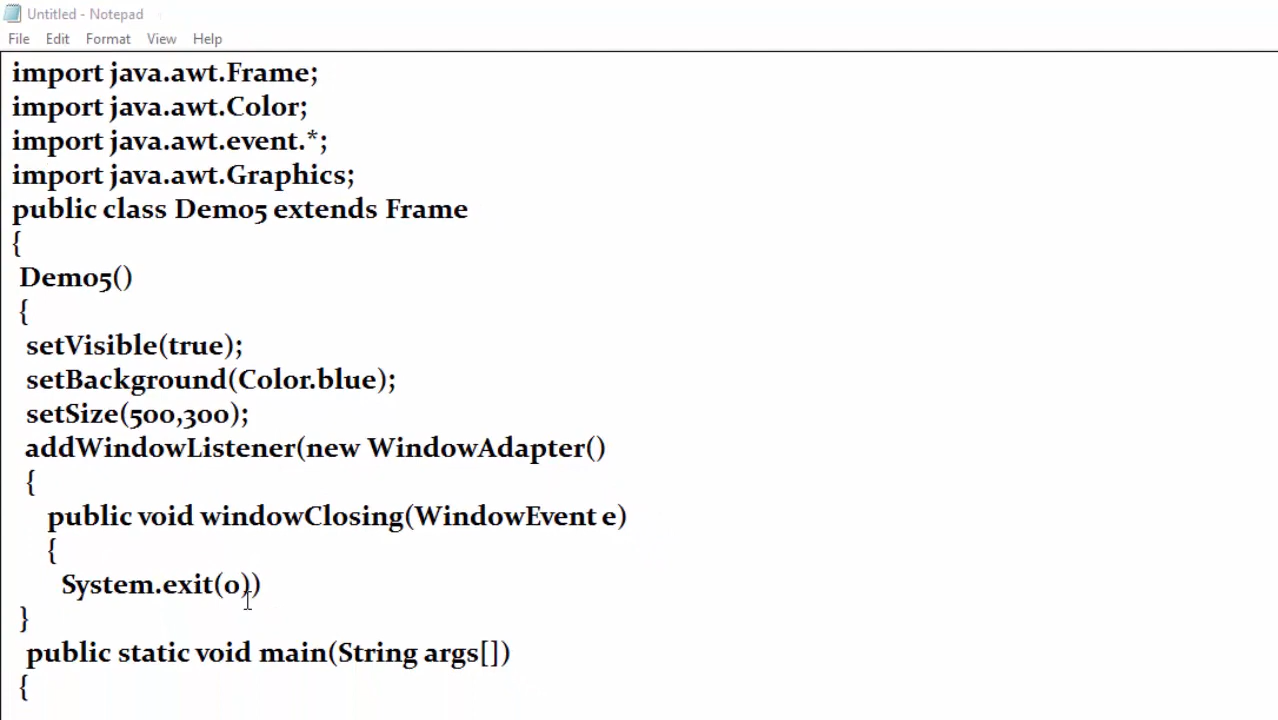 Untitled - Notepad
File Edit Format View Help
import java.awt.Frame;
import java.awt.Color;
import java.awt.event.*;
import java.awt.Graphics;
public class Demo5 extends Frame
{
Demo5()
{
setVisible(true);
setBackground(Color.blue);
setSize(500,300);
addWindowListener(new WindowAdapter()
{
public void windowClosing(WindowEvent e)
{
System.exit(0))
}
public static void main(String args[])
{